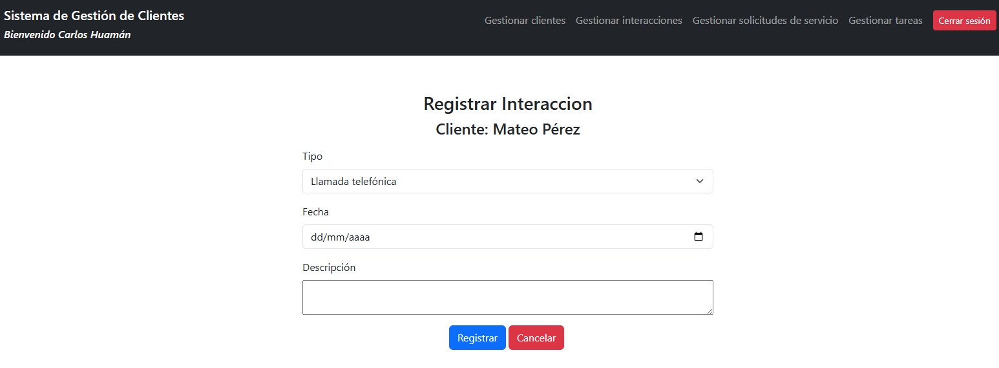 Sistema de Gestión de Clientes
Bienvenido Carlos Huamán
Gestionar clientes Gestionar interacciones Gestionar solicitudes de servicio Gestionar tareas Cerrar sesión
Registrar Interaccion
Cliente: Mateo Pérez
Tipo
Llamada telefónica
Fecha
dd/mm/aaaa
Descripción
Registrar Cancelar